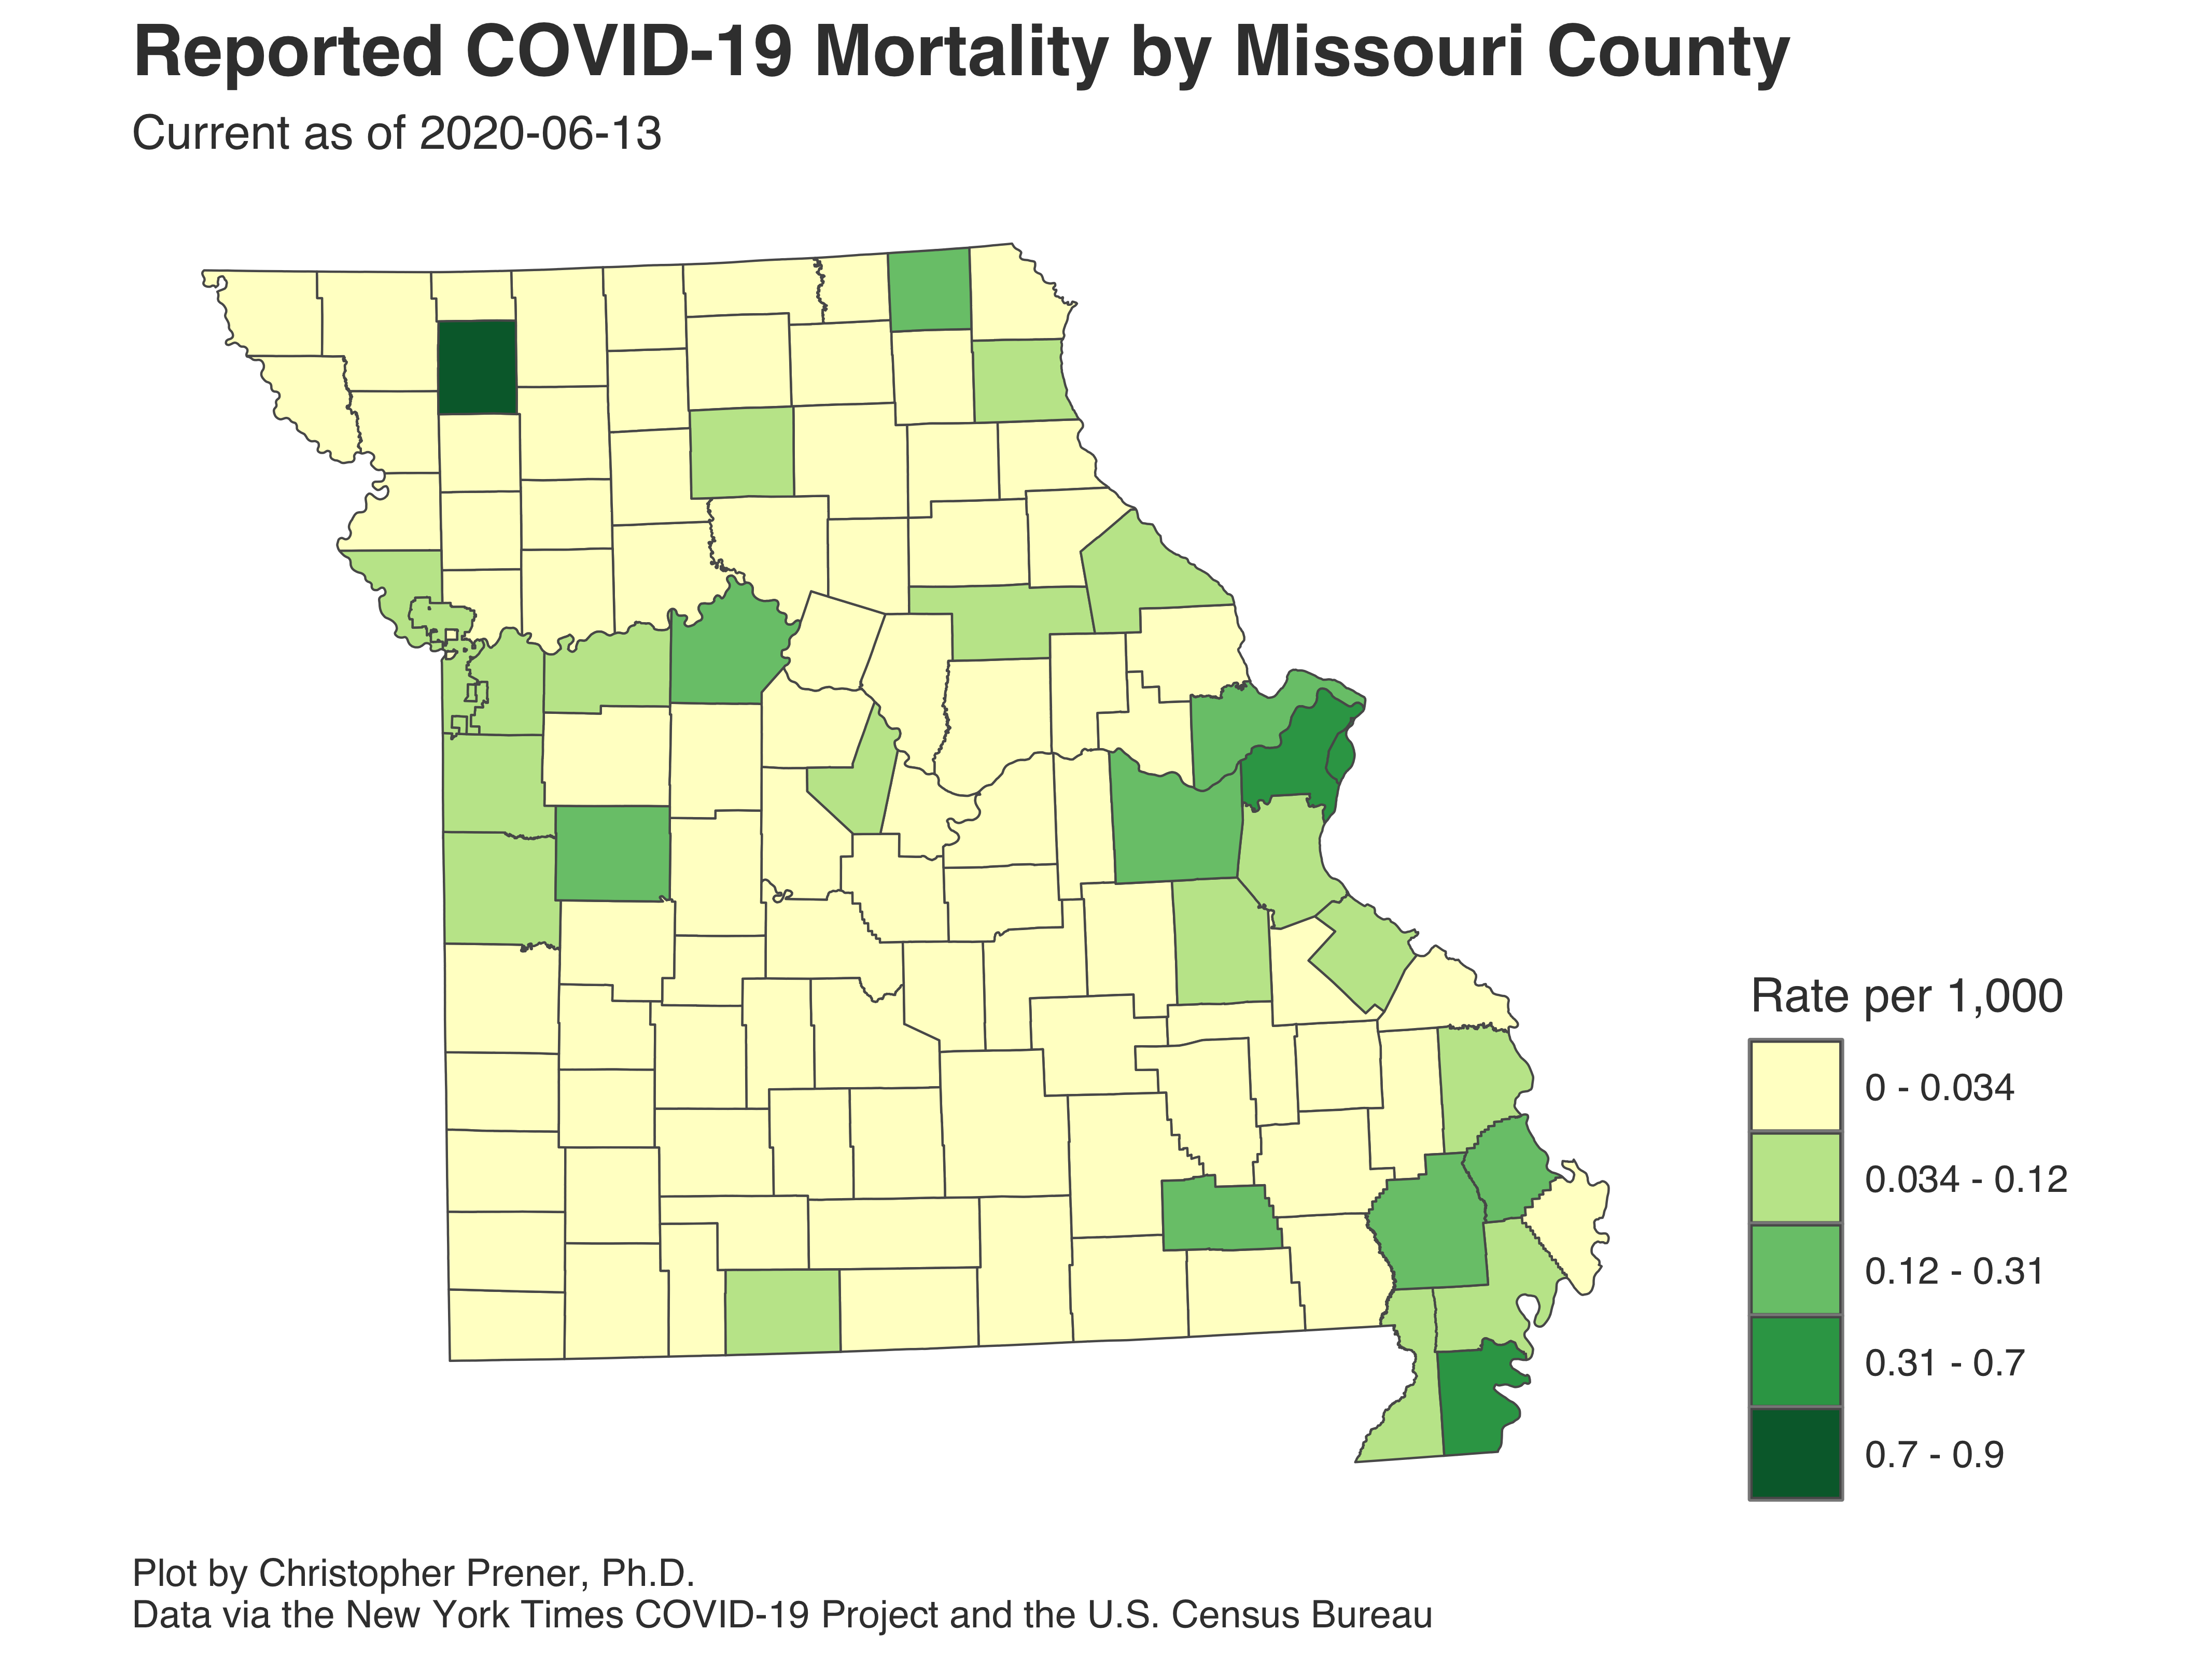 Reported COVID-19 Mortality by Missouri County
Current as of 2020-06-13
Rate per 1,000
0 - 0.034
0.034 - 0.12
0.12 - 0.31
0.31 - 0.7
0.7 - 0.9
Plot by Christopher Prener, Ph.D.
Data via the New York Times COVID-19 Project and the U.S. Census Bureau